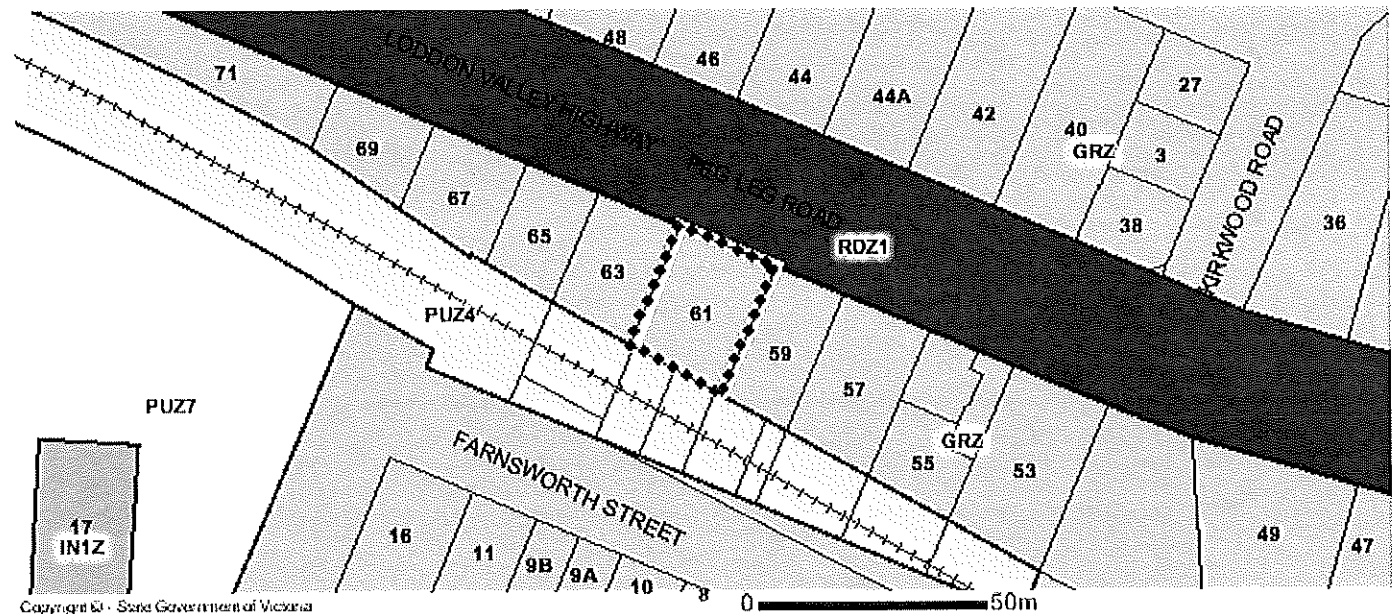 48
46
44
44A
42
40
GRZ
27
3
38
KIRKWOOD ROAD
36
71
LODDON VALLEY HIGHWAY
PEG LEG ROAD
RDZ1
69
67
65
63
61
59
57
GRZ
55
53
49
47
PUZ4
PUZ7
17
IN1Z
FARNSWORTH STREET
16
11
9B
9A
10
8
Copyright © - State Government of Victoria
0 50m